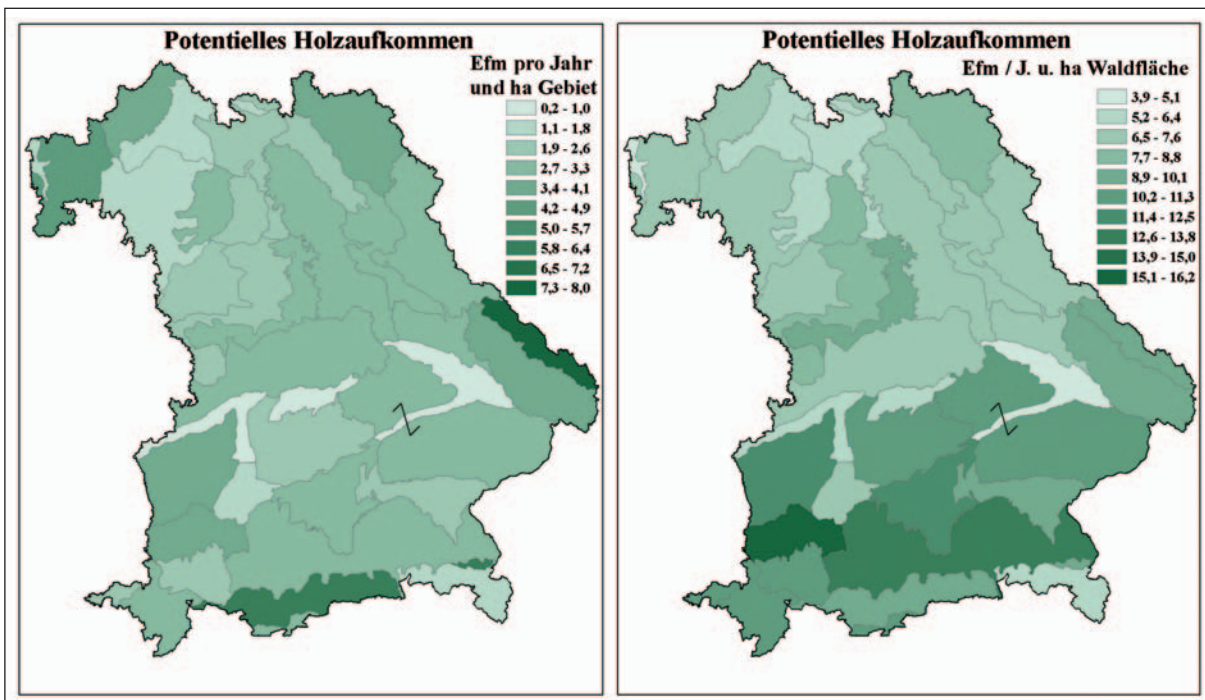 Potentielles Holzaufkommen
Efm pro Jahr
und ha Gebiet
0,2 - 1,0
1,1 - 1,8
1,9 - 2,6
2,7 - 3,3
3,4 - 4,1
4,2 - 4,9
5,0 - 5,7
5,8 - 6,4
6,5 - 7,2
7,3 - 8,0
Potentielles Holzaufkommen
Efm / J. u. ha Waldfläche
3,9 - 5,1
5,2 - 6,4
6,5 - 7,6
7,7 - 8,8
8,9 - 10,1
10,2 - 11,3
11,4 - 12,5
12,6 - 13,8
13,9 - 15,0
15,1 - 16,2